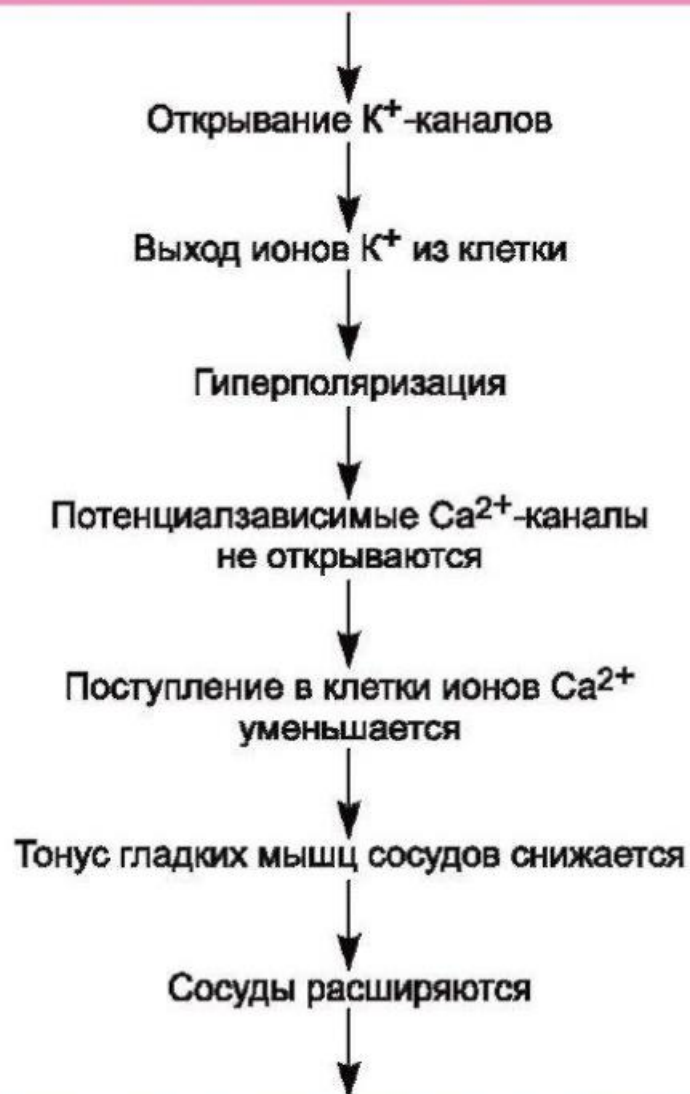 Открывание K⁺-каналов
Выход ионов K⁺ из клетки
Гиперполяризация
Потенциалзависимые Ca²⁺-каналы
не открываются
Поступление в клетки ионов Ca²⁺
уменьшается
Тонус гладких мышц сосудов снижается
Сосуды расширяются